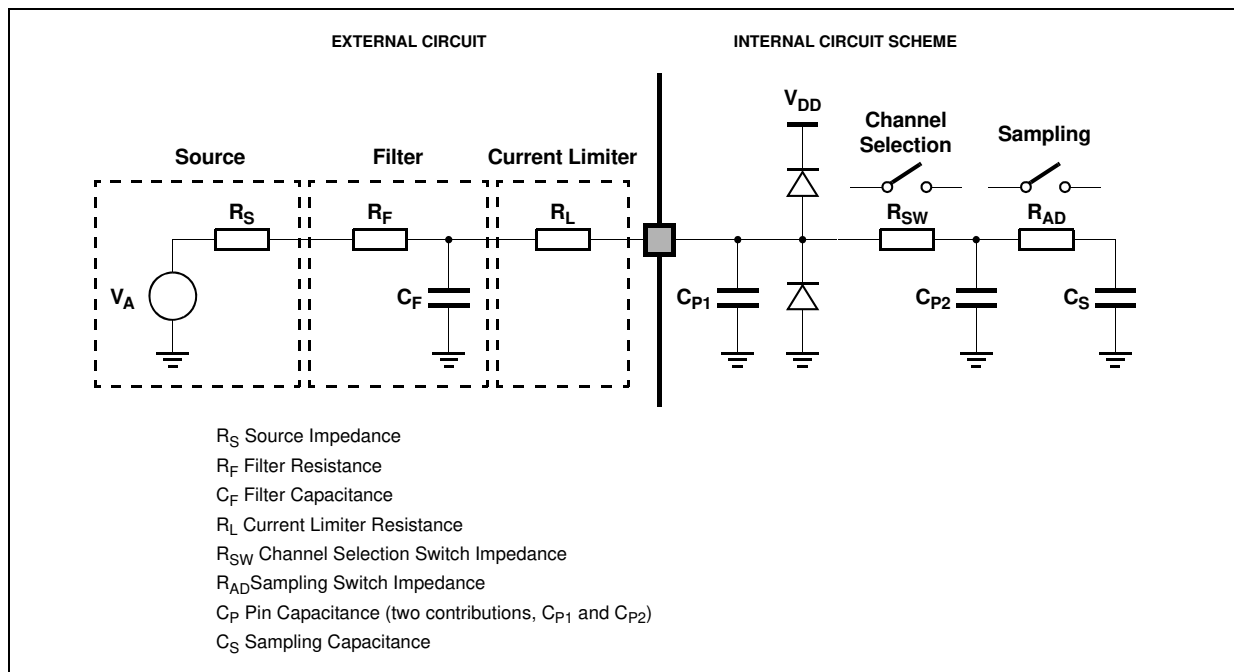 EXTERNAL CIRCUIT
INTERNAL CIRCUIT SCHEME
VDD
Channel
Selection
Sampling
Source
Filter
Current Limiter
RS
RF
RL
RSW
RAD
VA
CF
CP1
CP2
CS
RS Source Impedance
RF Filter Resistance
CF Filter Capacitance
RL Current Limiter Resistance
RSW Channel Selection Switch Impedance
RADSampling Switch Impedance
CP Pin Capacitance (two contributions, CP1 and CP2)
CS Sampling Capacitance